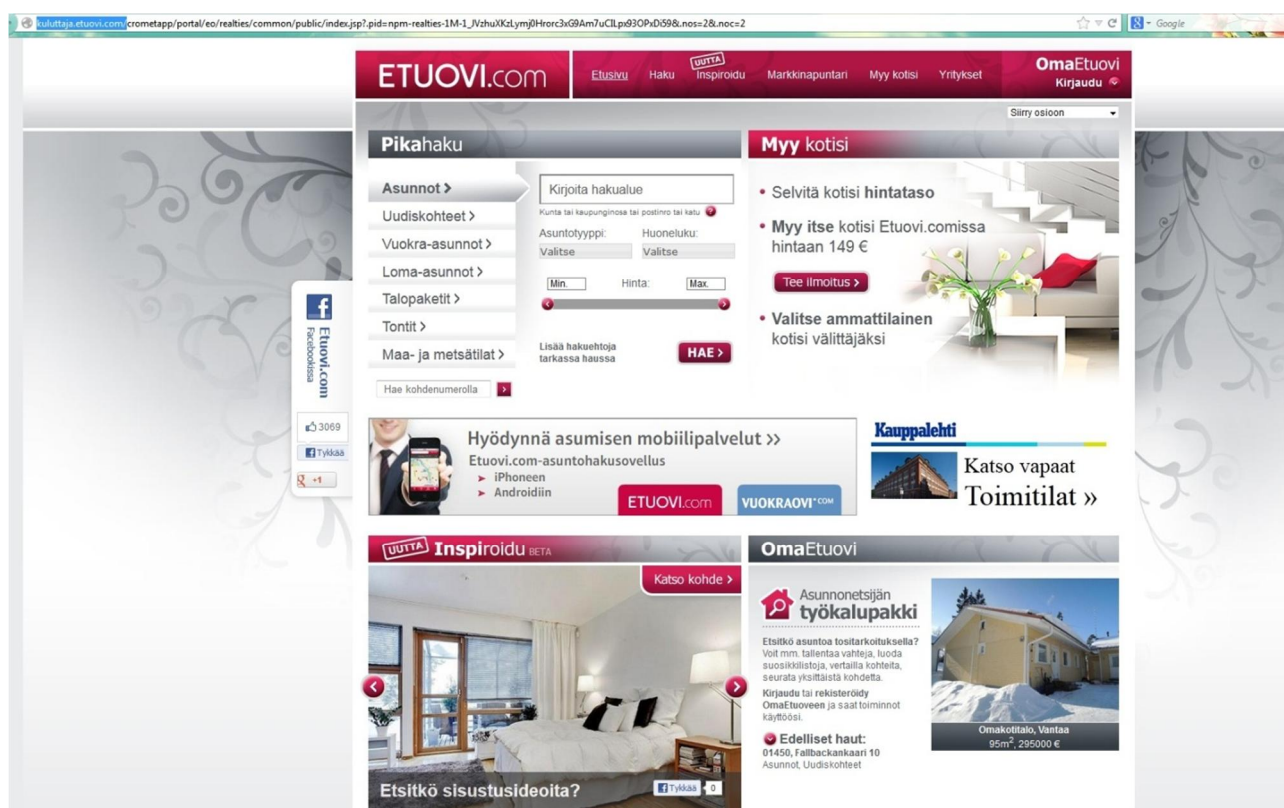 kuluttaja.etuovi.com/crometapp/portal/eo/realties/common/public/index.jsp?.pid=npm-realties-1M-1_JVzhuXKzLymj0Hrorc3xG9Am7uCILpx93OPxDi59&.nos=2&.noc=2
Google
ETUOVI.com
Etusivu Haku UUTTA Inspiroidu Markkinapuntari Myy kotisi Yritykset
OmaEtuovi
Kirjaudu
Siirry osioon
Pikahaku
Asunnot >
Uudiskohteet >
Vuokra-asunnot >
Loma-asunnot >
Talopaketit >
Tontit >
Maa- ja metsätilat >
Hae kohdenumerolla
Kirjoita hakualue
Kunta tai kaupunginosa tai postinro tai katu ?
Asuntotyyppi: Huoneluku:
Valitse Valitse
Min. Hinta: Max.
Lisää hakuehtoja
tarkassa haussa
HAE >
Myy kotisi
• Selvitä kotisi hintataso
• Myy itse kotisi Etuovi.comissa
hintaan 149 €
Tee ilmoitus >
• Valitse ammattilainen
kotisi välittäjäksi
Etuovi.com
Facebookissa
3069
Tykkää
+1
Hyödynnä asumisen mobiilipalvelut >>
Etuovi.com-asuntohakusovellus
➤ iPhoneen
➤ Androidiin
ETUOVI.com
VUOKRAOVI.COM
Kauppalehti
Katso vapaat
Toimitilat »
UUTTA Inspiroidu BETA
Katso kohde >
Etsitkö sisustusideoita?
Tykkää 0
OmaEtuovi
Asunnonetsijän
työkalupakki
Etsitkö asuntoa tositarkoituksella?
Voit mm. tallentaa vahteja, luoda
suosikkilistoja, vertailla kohteita,
seurata yksittäistä kohdetta.
Kirjaudu tai rekisteröidy
OmaEtuoveen ja saat toiminnot
käyttöösi.
Edelliset haut:
01450, Fallbackankaari 10
Asunnot, Uudiskohteet
Omakotitalo, Vantaa
95m², 295000 €